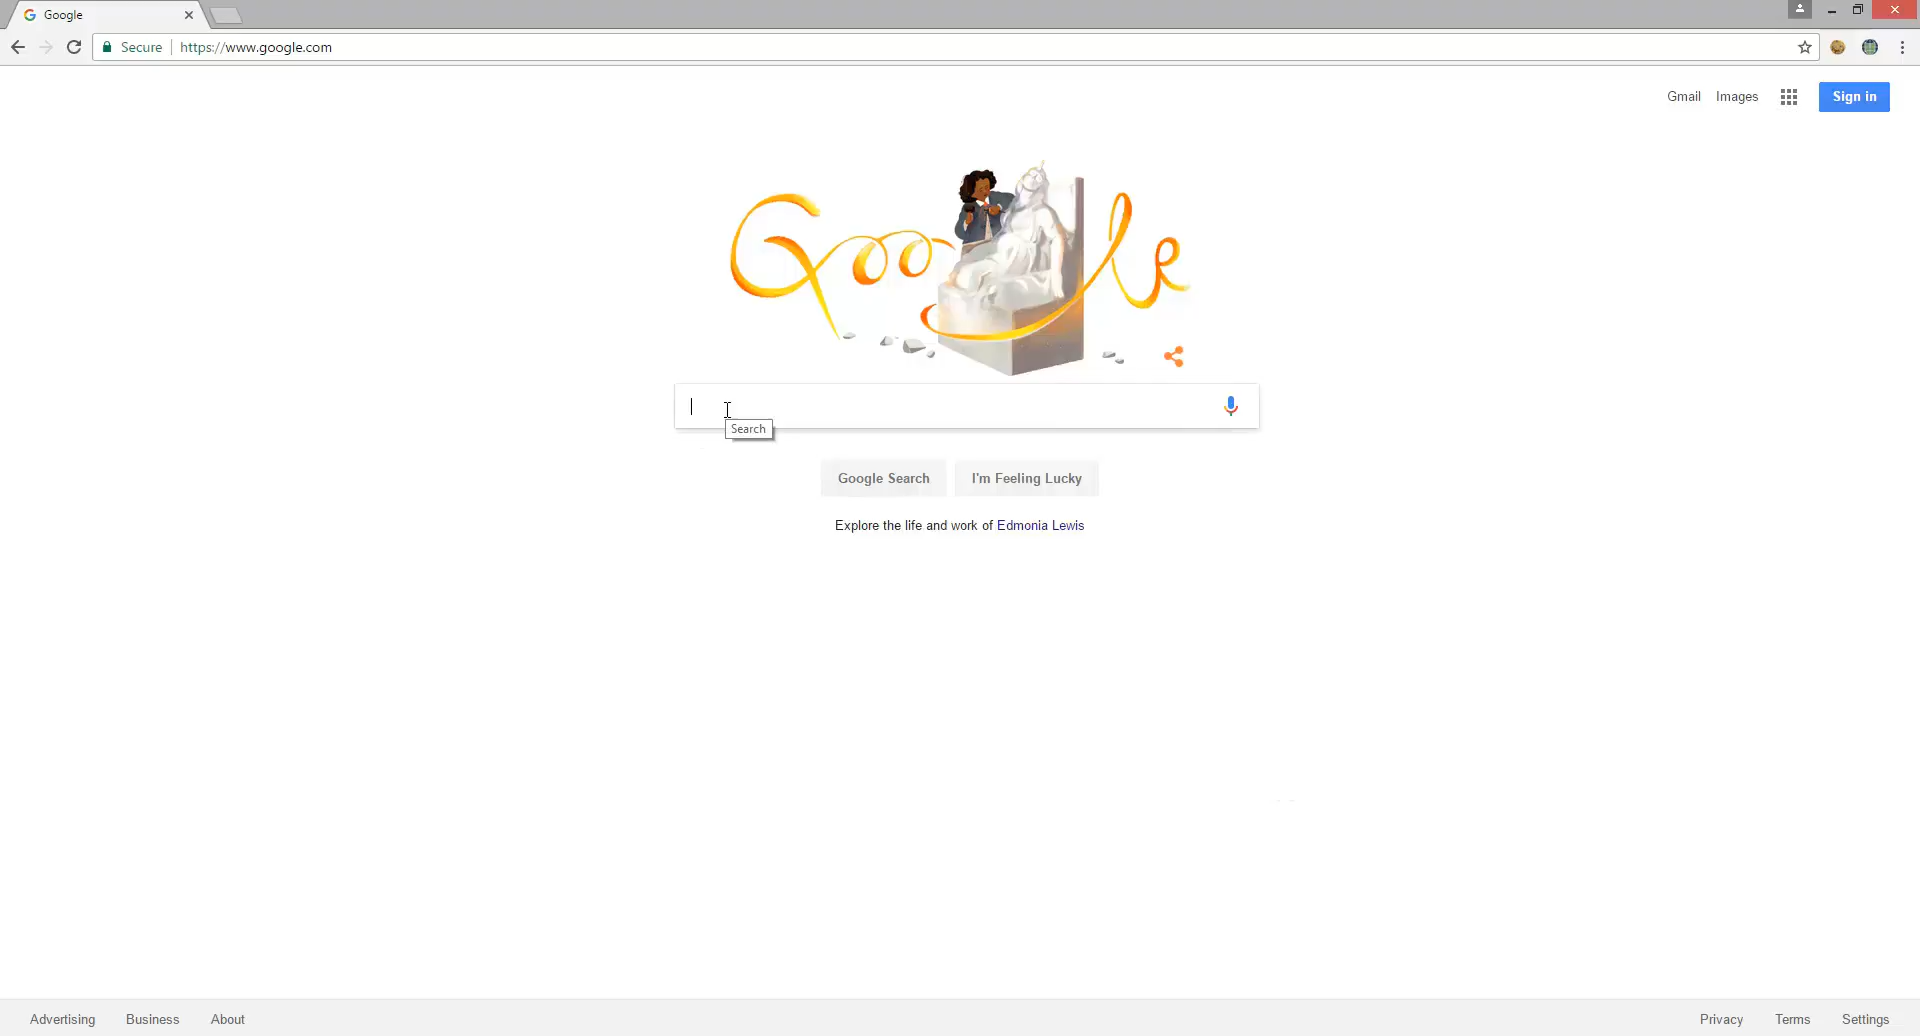 Google
Secure https://www.google.com
Gmail Images Sign in
Google
Search
Google Search I'm Feeling Lucky
Explore the life and work of Edmonia Lewis
Advertising Business About Privacy Terms Settings